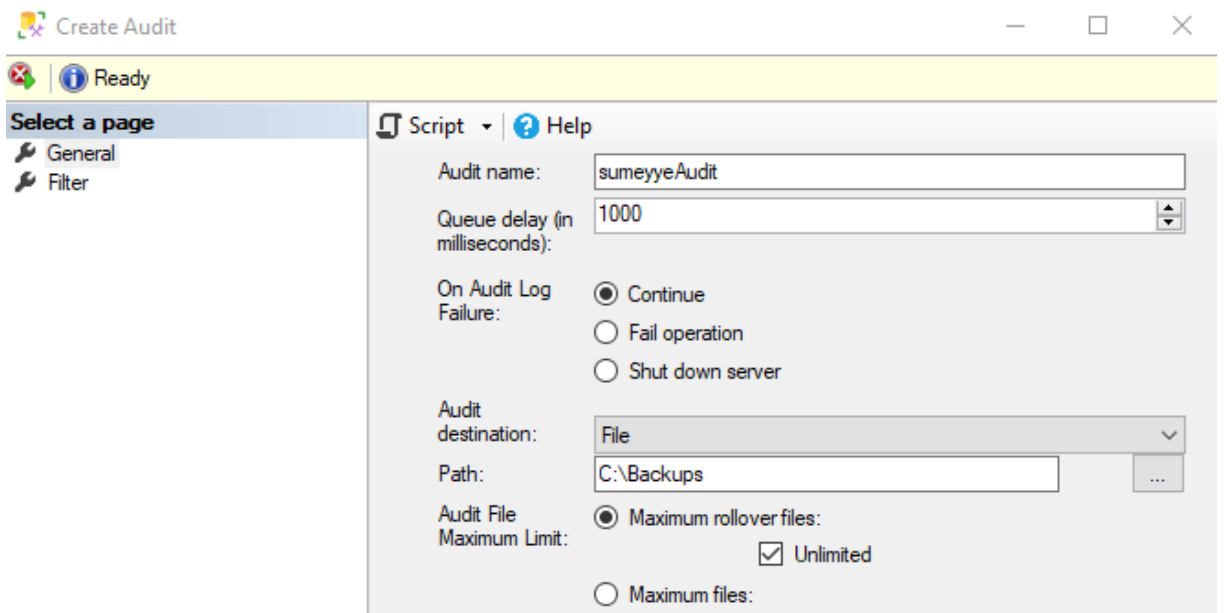 Create Audit
Ready
Select a page
General
Filter
Script
Help
Audit name:
sumeyyeAudit
Queue delay (in
milliseconds):
1000
On Audit Log
Failure:
Continue
Fail operation
Shut down server
Audit
destination:
File
Path:
C:\Backups
...
Audit File
Maximum Limit:
Maximum rollover files:
Unlimited
Maximum files: